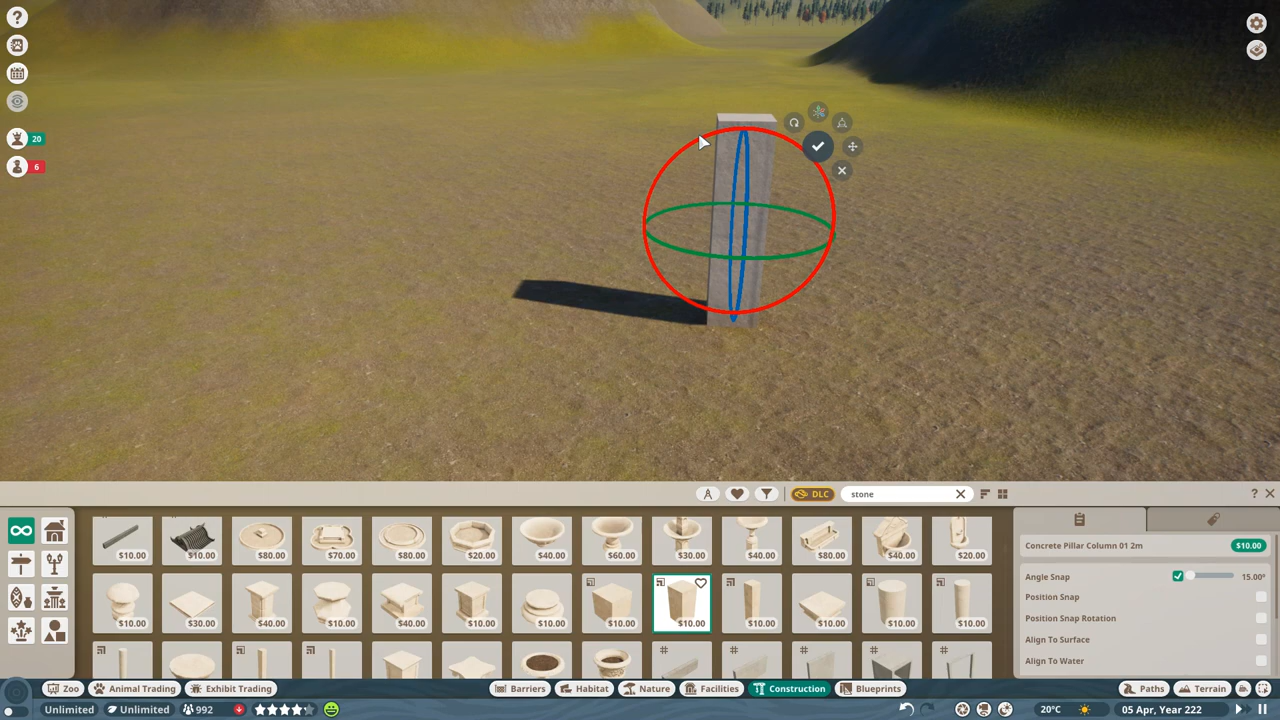 20
6
DLC
stone
$10.00 $10.00 $80.00 $70.00 $80.00 $20.00 $40.00 $60.00 $30.00 $40.00 $80.00 $40.00 $20.00
$10.00 $30.00 $40.00 $10.00 $40.00 $10.00 $10.00 $10.00 $10.00 $10.00 $10.00 $10.00 $10.00
?
Concrete Pillar Column 01 2m $10.00
Angle Snap 15.00°
Position Snap
Position Snap Rotation
Align To Surface
Align To Water
Zoo Animal Trading Exhibit Trading Barriers Habitat Nature Facilities Construction Blueprints Paths Terrain
Unlimited Unlimited 992 20°C 05 Apr, Year 222